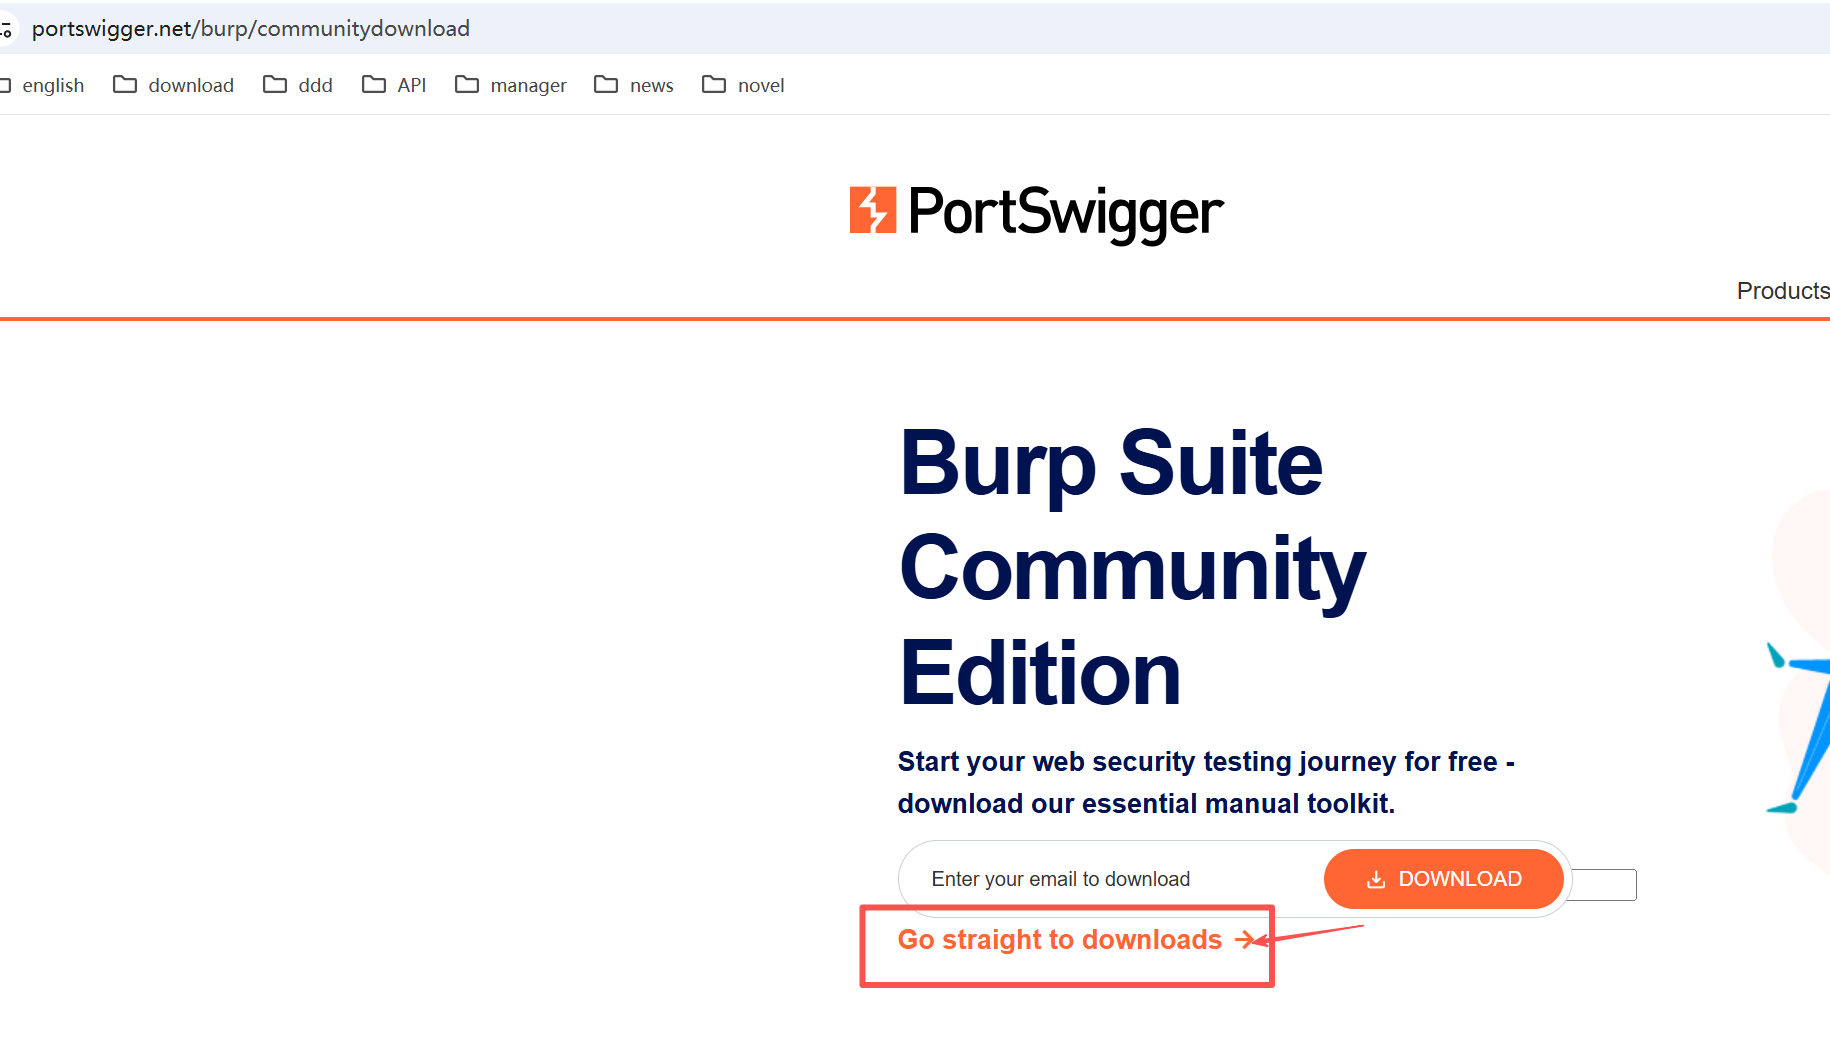 portswigger.net/burp/communitydownload
english download ddd API manager news novel
PortSwigger
Products
Burp Suite
Community
Edition
Start your web security testing journey for free -
download our essential manual toolkit.
Enter your email to download DOWNLOAD
Go straight to downloads →